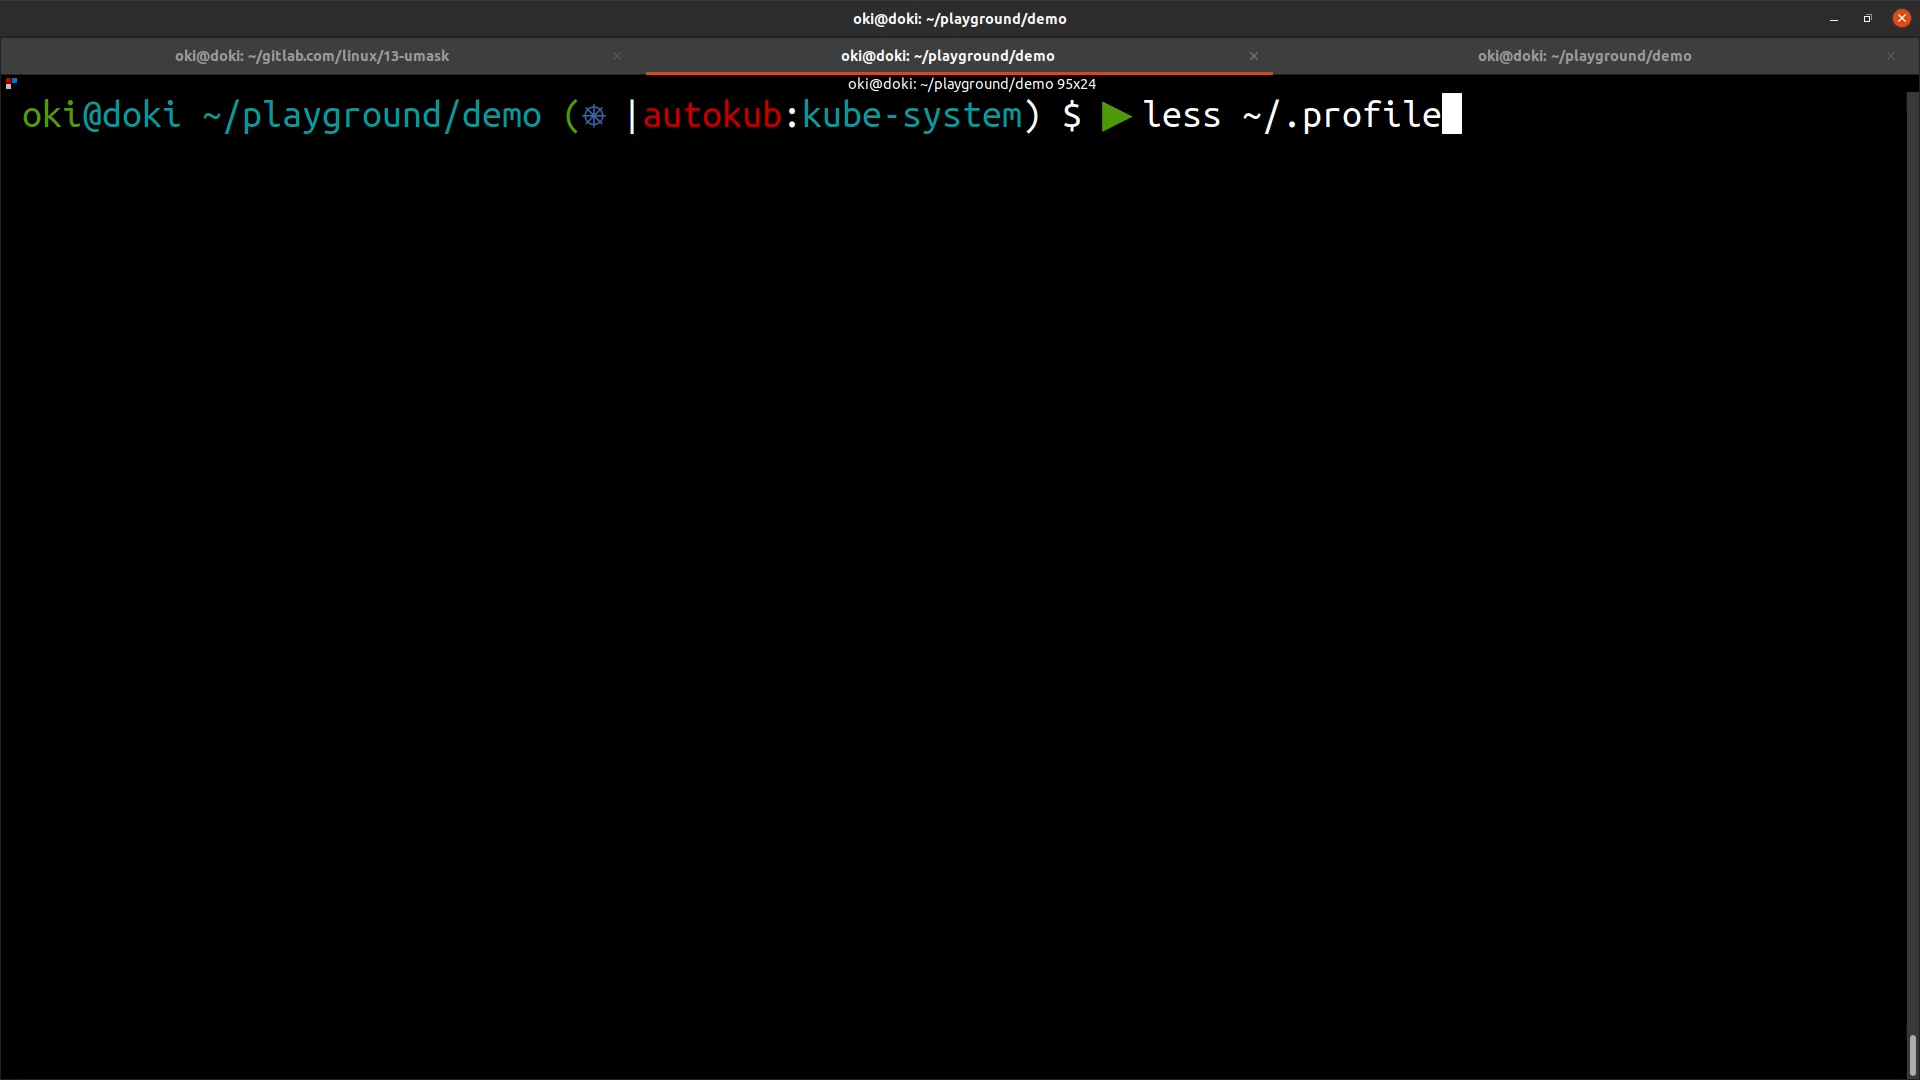 oki@doki: ~/playground/demo
oki@doki: ~/gitlab.com/linux/13-umask
oki@doki: ~/playground/demo
oki@doki: ~/playground/demo
oki@doki: ~/playground/demo 95x24
oki@doki ~/playground/demo (⎈ |autokub:kube-system) $ ▶ less ~/.profile